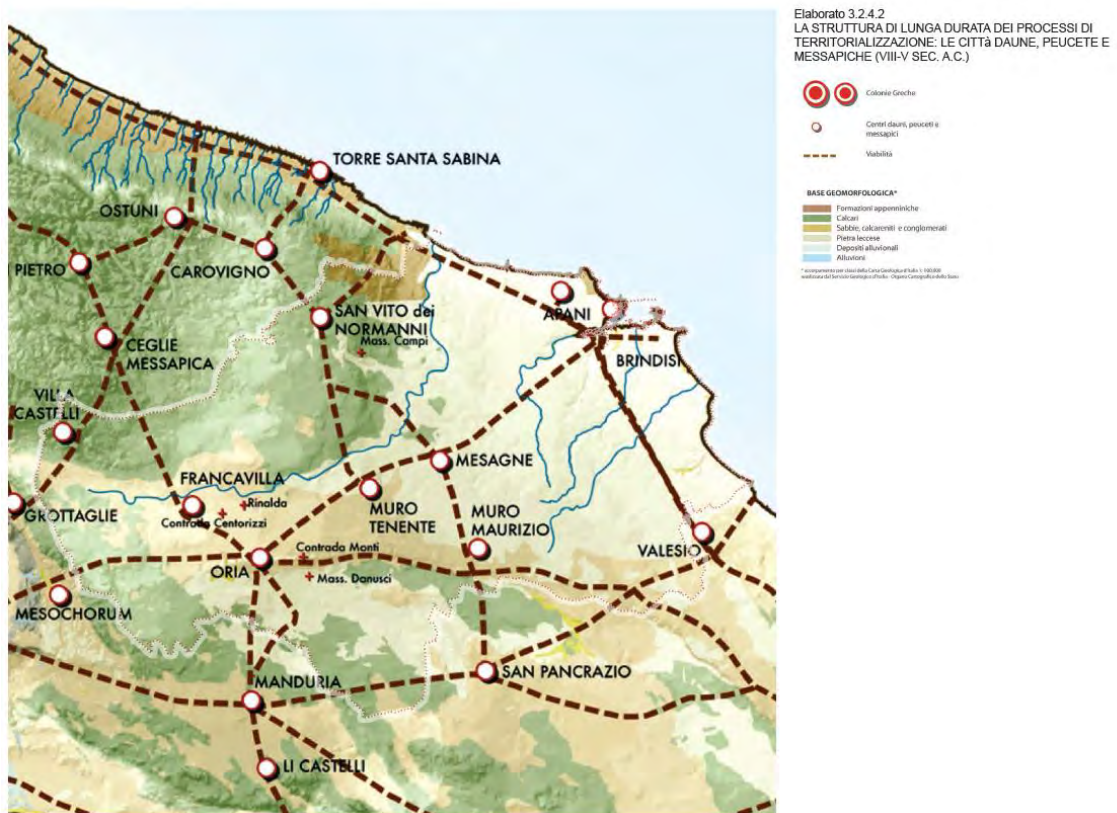 Elaborato 3.2.4.2
LA STRUTTURA DI LUNGA DURATA DEI PROCESSI DI
TERRITORIALIZZAZIONE: LE CITTà DAUNE, PEUCETE E
MESSAPICHE (VIII-V SEC. A.C.)
Colonie Greche
Centri dauni, peuceti e
messapici
Viabilità
BASE GEOMORFOLOGICA*
Formazioni appenniniche
Calcari
Sabbie, calcareniti e conglomerati
Pietra leccese
Depositi alluvionali
Alluvioni
TORRE SANTA SABINA
OSTUNI
CAROVIGNO
PIETRO
SAN VITO dei
NORMANNI
Mass. Campi
APANI
BRINDISI
CEGLIE
MESSAPICA
VILLA
CASTELLI
MESAGNE
FRANCAVILLA
Rinalda
Contrada Centorizzi
GROTTAGLIE
MURO
TENENTE
MURO
MAURIZIO
VALESIO
Contrada Monti
ORIA
Mass. Danusci
MESOCHORUM
SAN PANCRAZIO
MANDURIA
LI CASTELLI